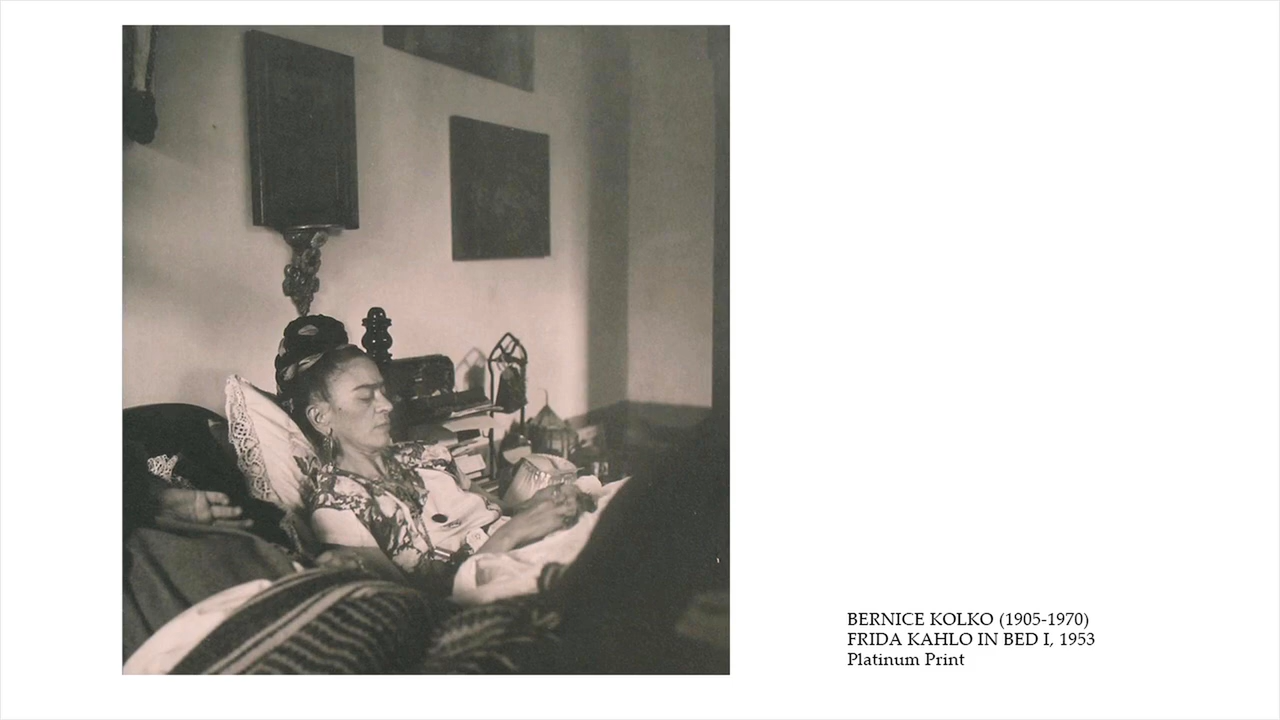 BERNICE KOLKO (1905-1970)
FRIDA KAHLO IN BED I, 1953
Platinum Print